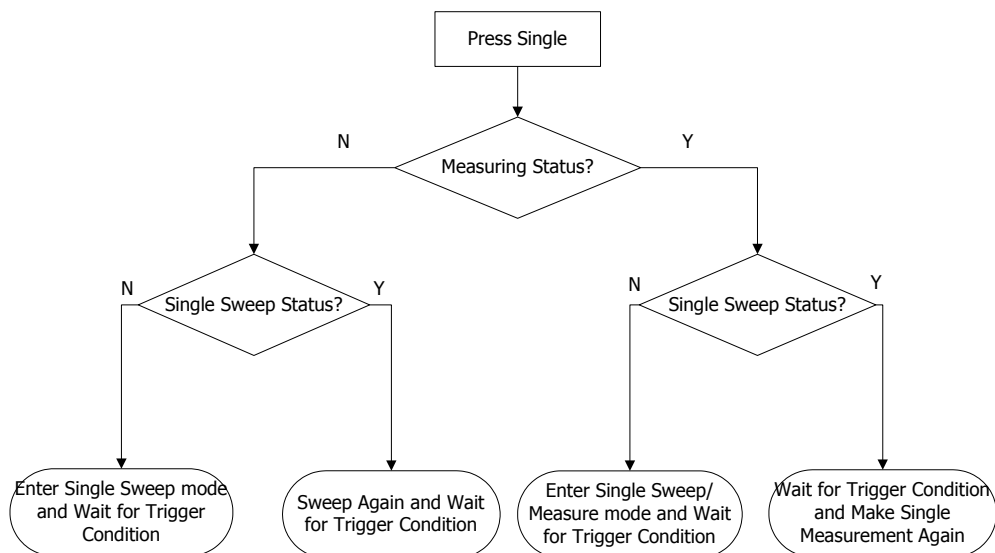 Press Single
N
Measuring Status?
Y
N
Single Sweep Status?
Y
N
Single Sweep Status?
Y
Enter Single Sweep mode
and Wait for Trigger
Condition
Sweep Again and Wait
for Trigger Condition
Enter Single Sweep/
Measure mode and Wait
for Trigger Condition
Wait for Trigger Condition
and Make Single
Measurement Again